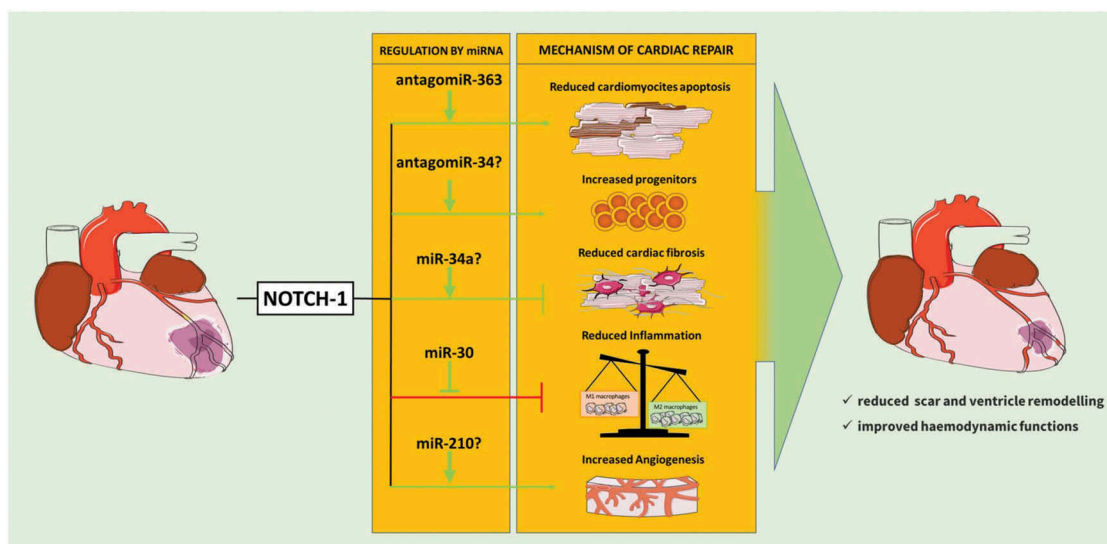 REGULATION BY miRNA
MECHANISM OF CARDIAC REPAIR
antagomiR-363
Reduced cardiomyocites apoptosis
antagomiR-34?
Increased progenitors
miR-34a?
Reduced cardiac fibrosis
NOTCH-1
miR-30
Reduced Inflammation
M1 macrophages
M2 macrophages
miR-210?
Increased Angiogenesis
✓ reduced scar and ventricle remodelling
✓ improved haemodynamic functions